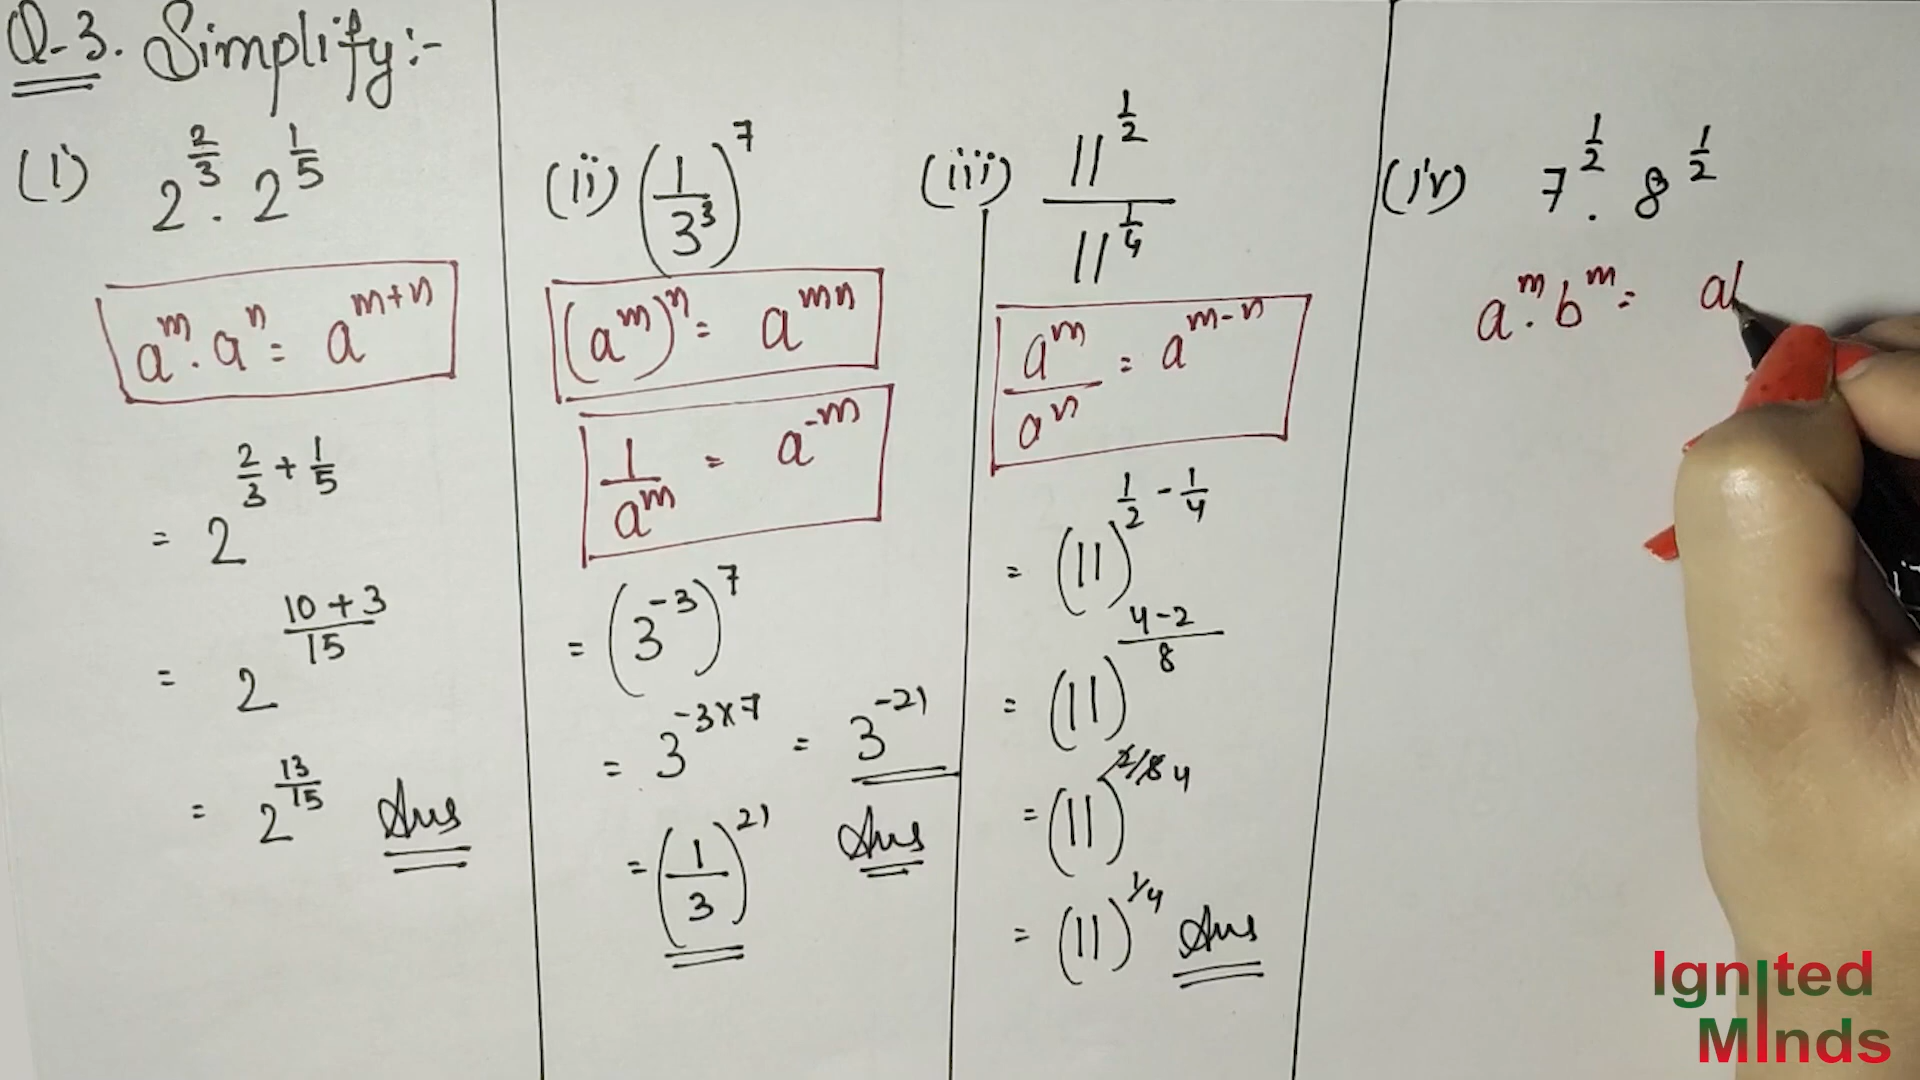 Q-3. Simplify:-
(i) 2^{2/3} . 2^{1/5}
a^m . a^n = a^{m+n}
= 2^{2/3 + 1/5}
= 2^{(10+3)/15}
= 2^{13/15} Ans
(ii) (1/3^3)^7
(a^m)^n = a^{mn}
1/a^m = a^{-m}
= (3^{-3})^7
= 3^{-3×7} = 3^{-21}
Ans
= (1/3)^{21}
(iii) 11^{1/2} / 11^{1/4}
a^m/a^n = a^{m-n}
= (11)^{1/2 - 1/4}
= (11)^{(4-2)/8}
= (11)^{2/8 4}
= (11)^{1/4} Ans
(iv) 7^{1/2} . 8^{1/2}
a^m . b^m = ab
Ignited
Minds